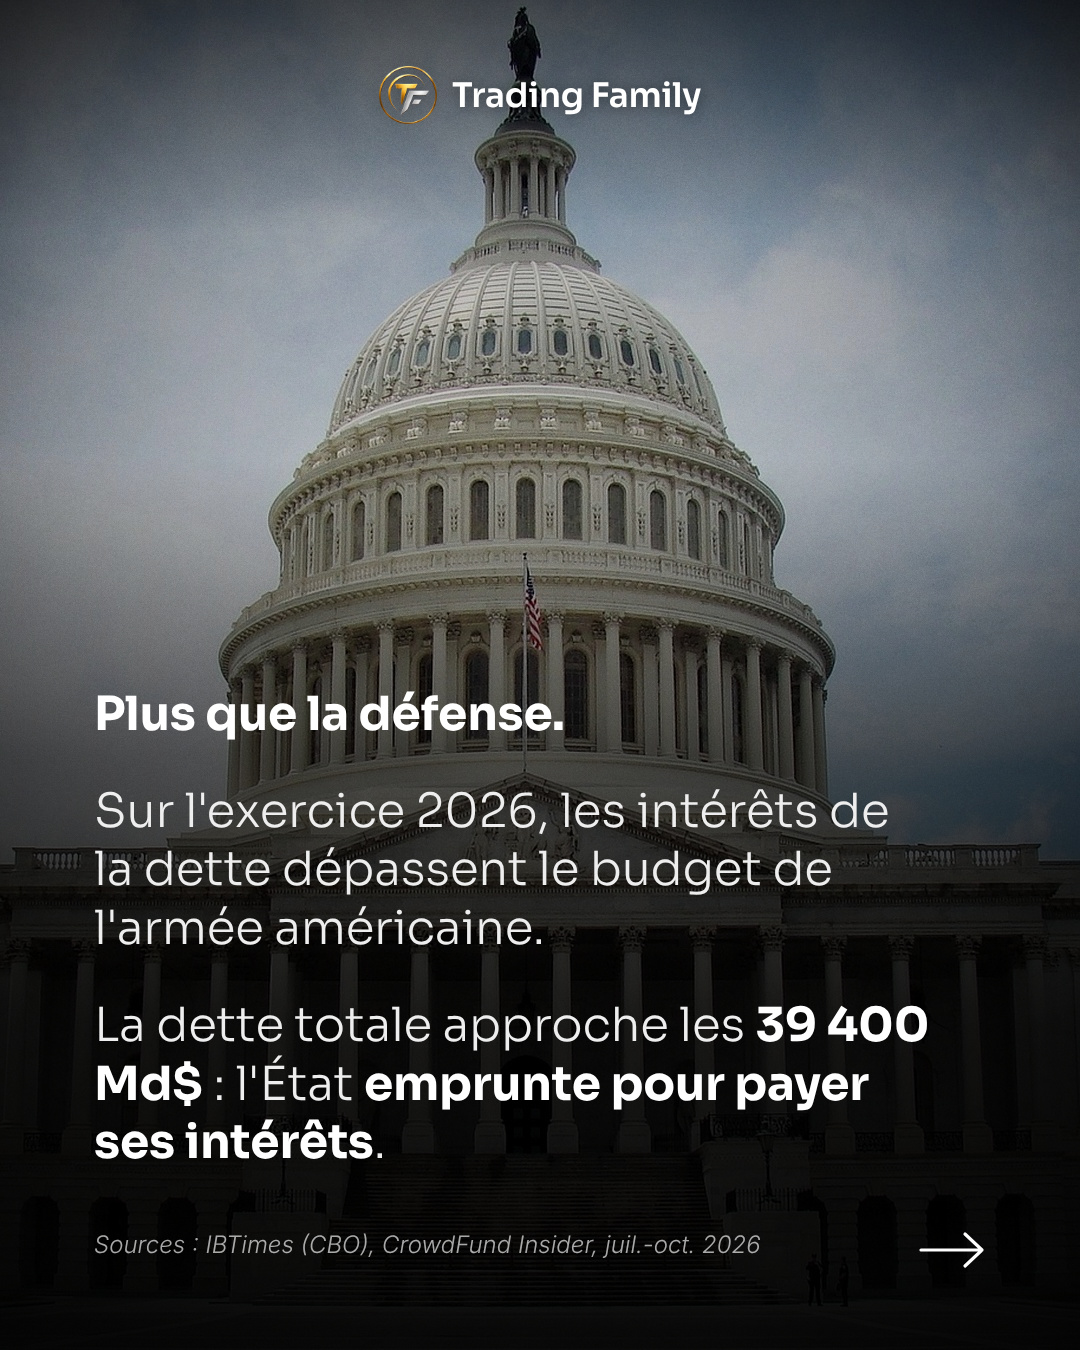 Trading Family
Plus que la défense.
Sur l'exercice 2026, les intérêts de
la dette dépassent le budget de
l'armée américaine.
La dette totale approche les 39 400
Md$ : l'État emprunte pour payer
ses intérêts.
Sources : IBTimes (CBO), CrowdFund Insider, juil.-oct. 2026